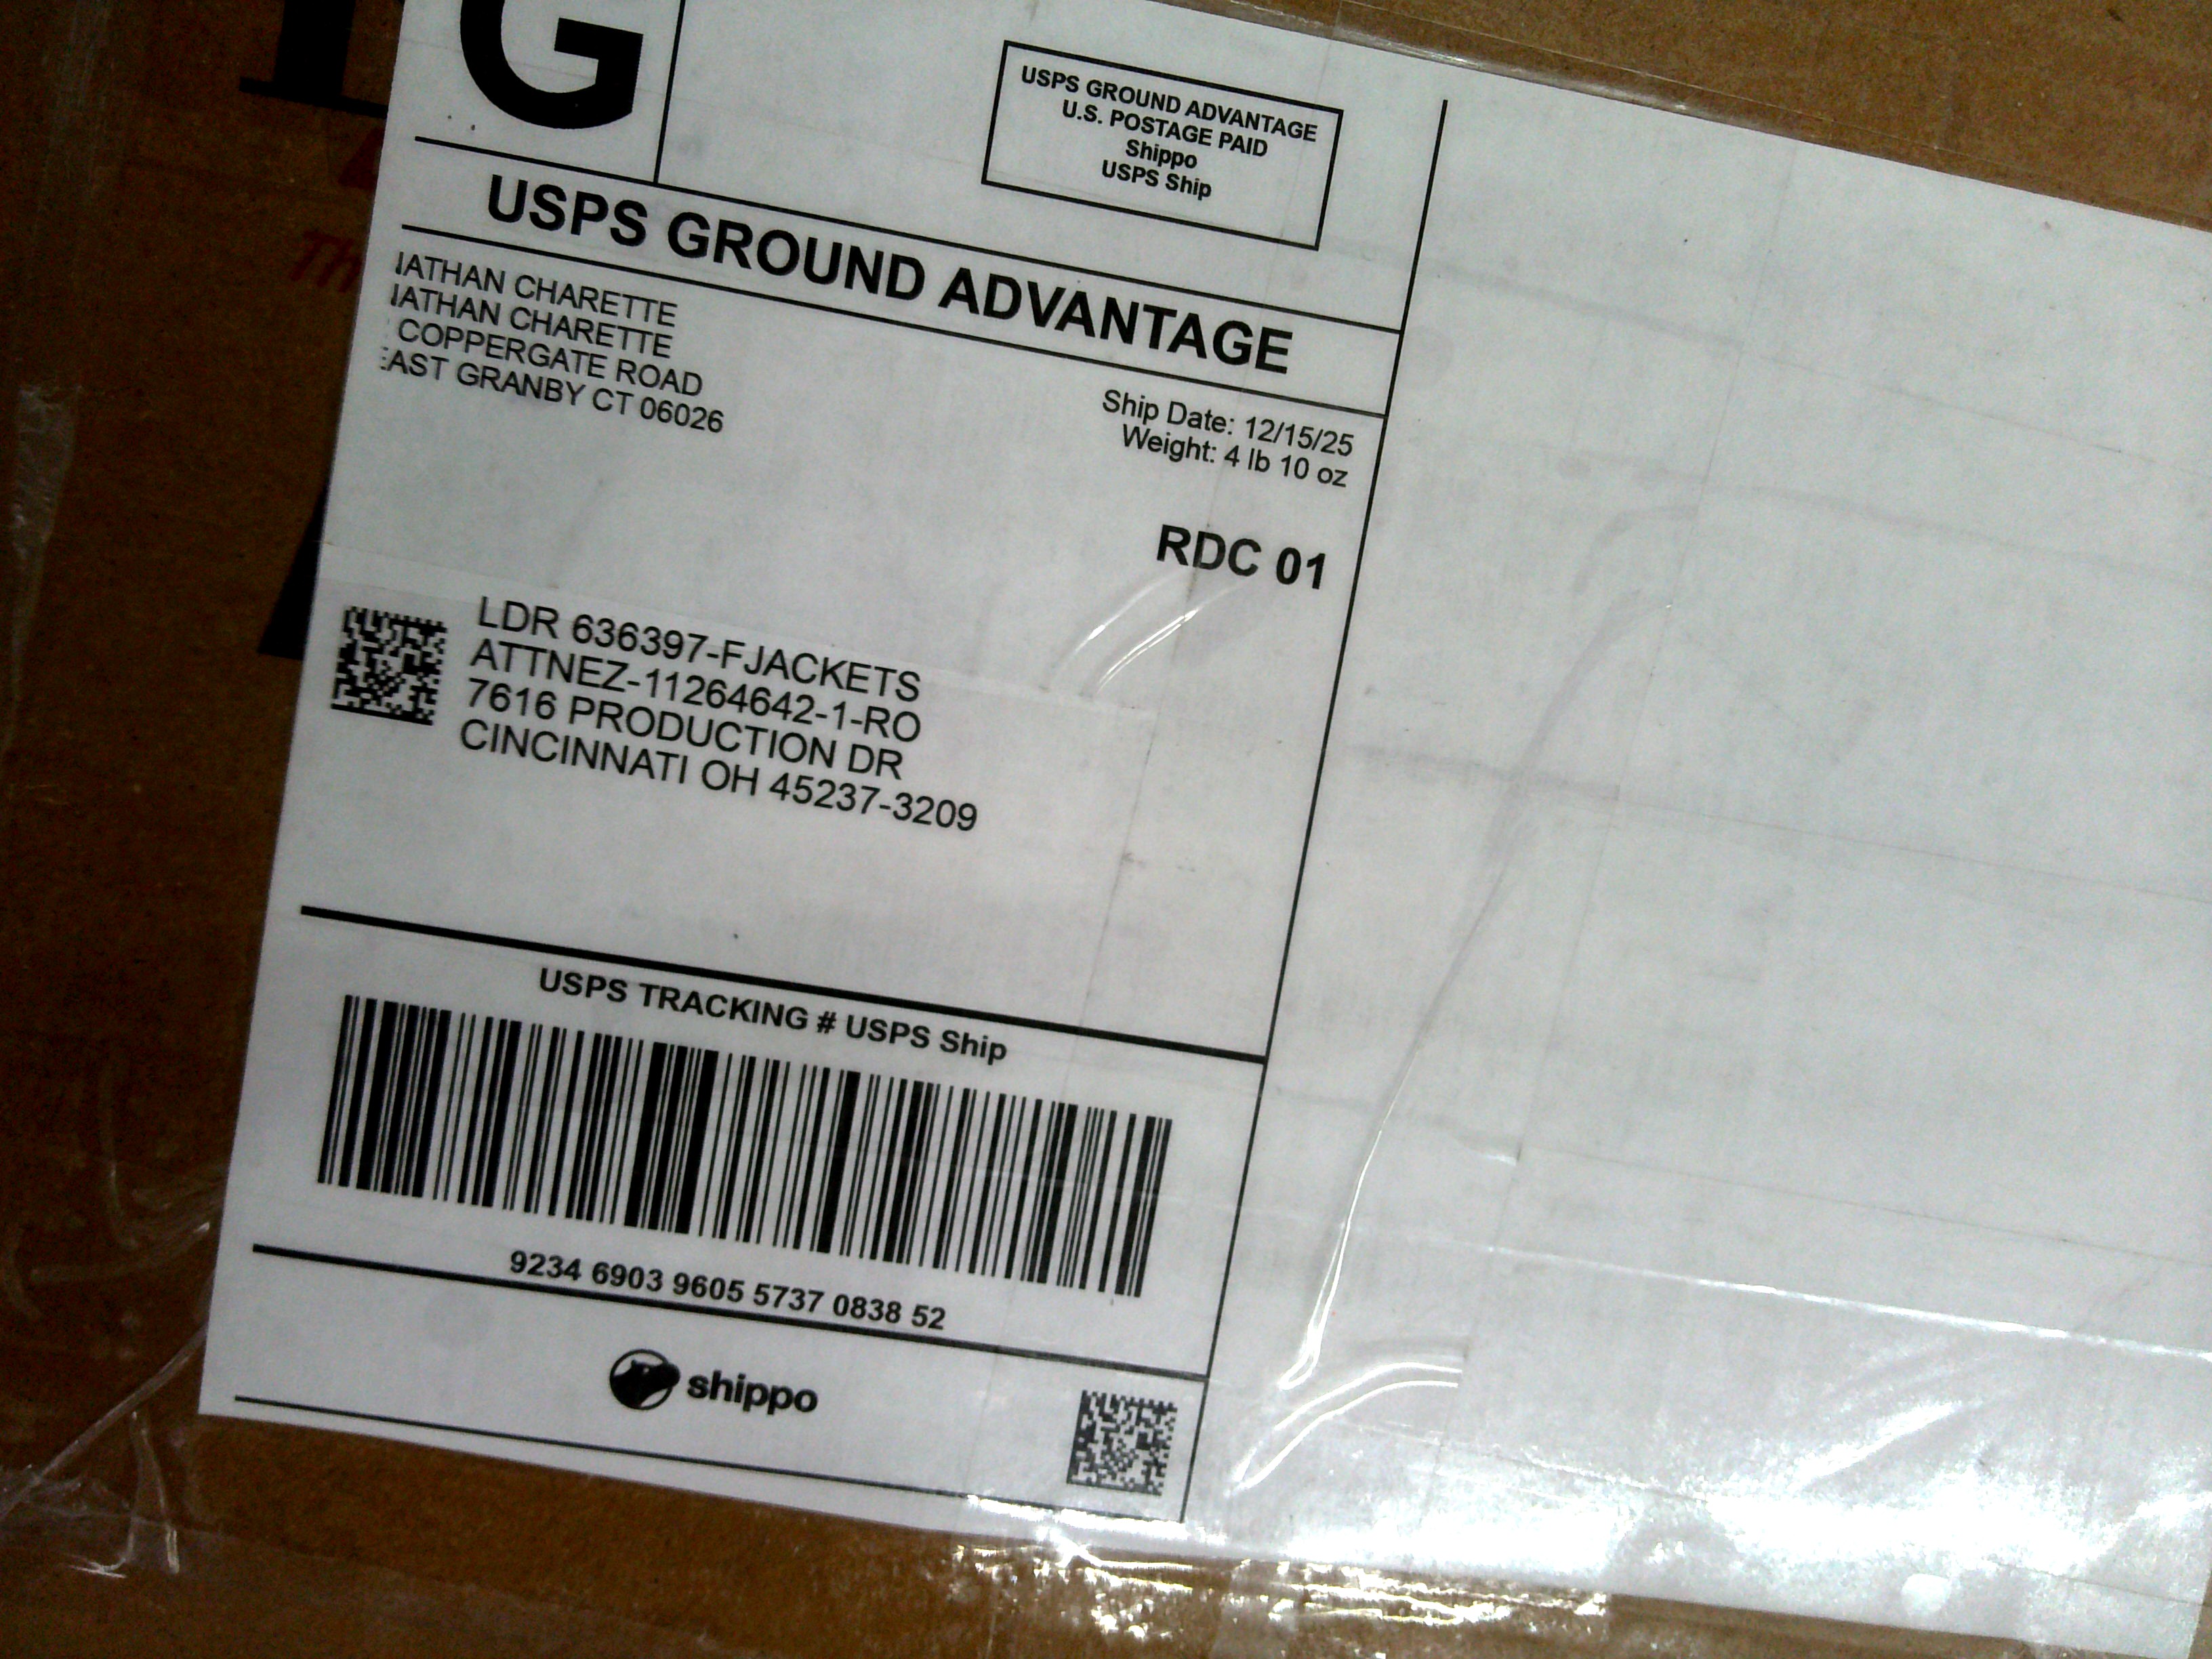 G
USPS GROUND ADVANTAGE
U.S. POSTAGE PAID
Shippo
USPS Ship
USPS GROUND ADVANTAGE
IATHAN CHARETTE
IATHAN CHARETTE
COPPERGATE ROAD
EAST GRANBY CT 06026
Ship Date: 12/15/25
Weight: 4 lb 10 oz
RDC 01
LDR 636397-FJACKETS
ATTNEZ-11264642-1-RO
7616 PRODUCTION DR
CINCINNATI OH 45237-3209
USPS TRACKING # USPS Ship
9234 6903 9605 5737 0838 52
shippo